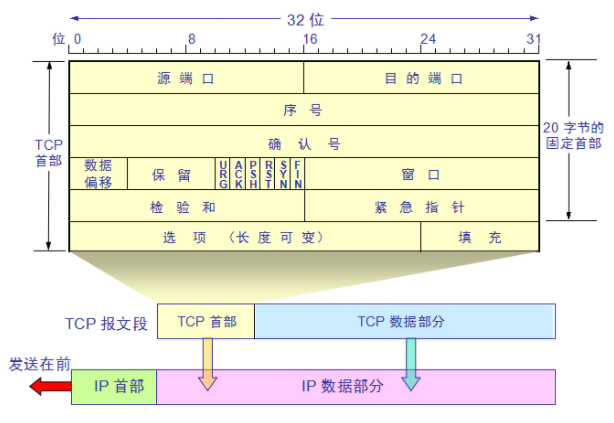 32 位
位 0 8 16 24 31
源 端 口 目 的 端 口
序 号
TCP
首部
确 认 号
20 字节的
固定首部
数据
偏移
保 留
URG
ACK
PSH
RST
SYN
FIN
窗 口
检 验 和 紧 急 指 针
选 项 (长 度 可 变) 填 充
TCP 报文段 TCP 首部 TCP 数据部分
发送在前
IP 首部 IP 数据部分